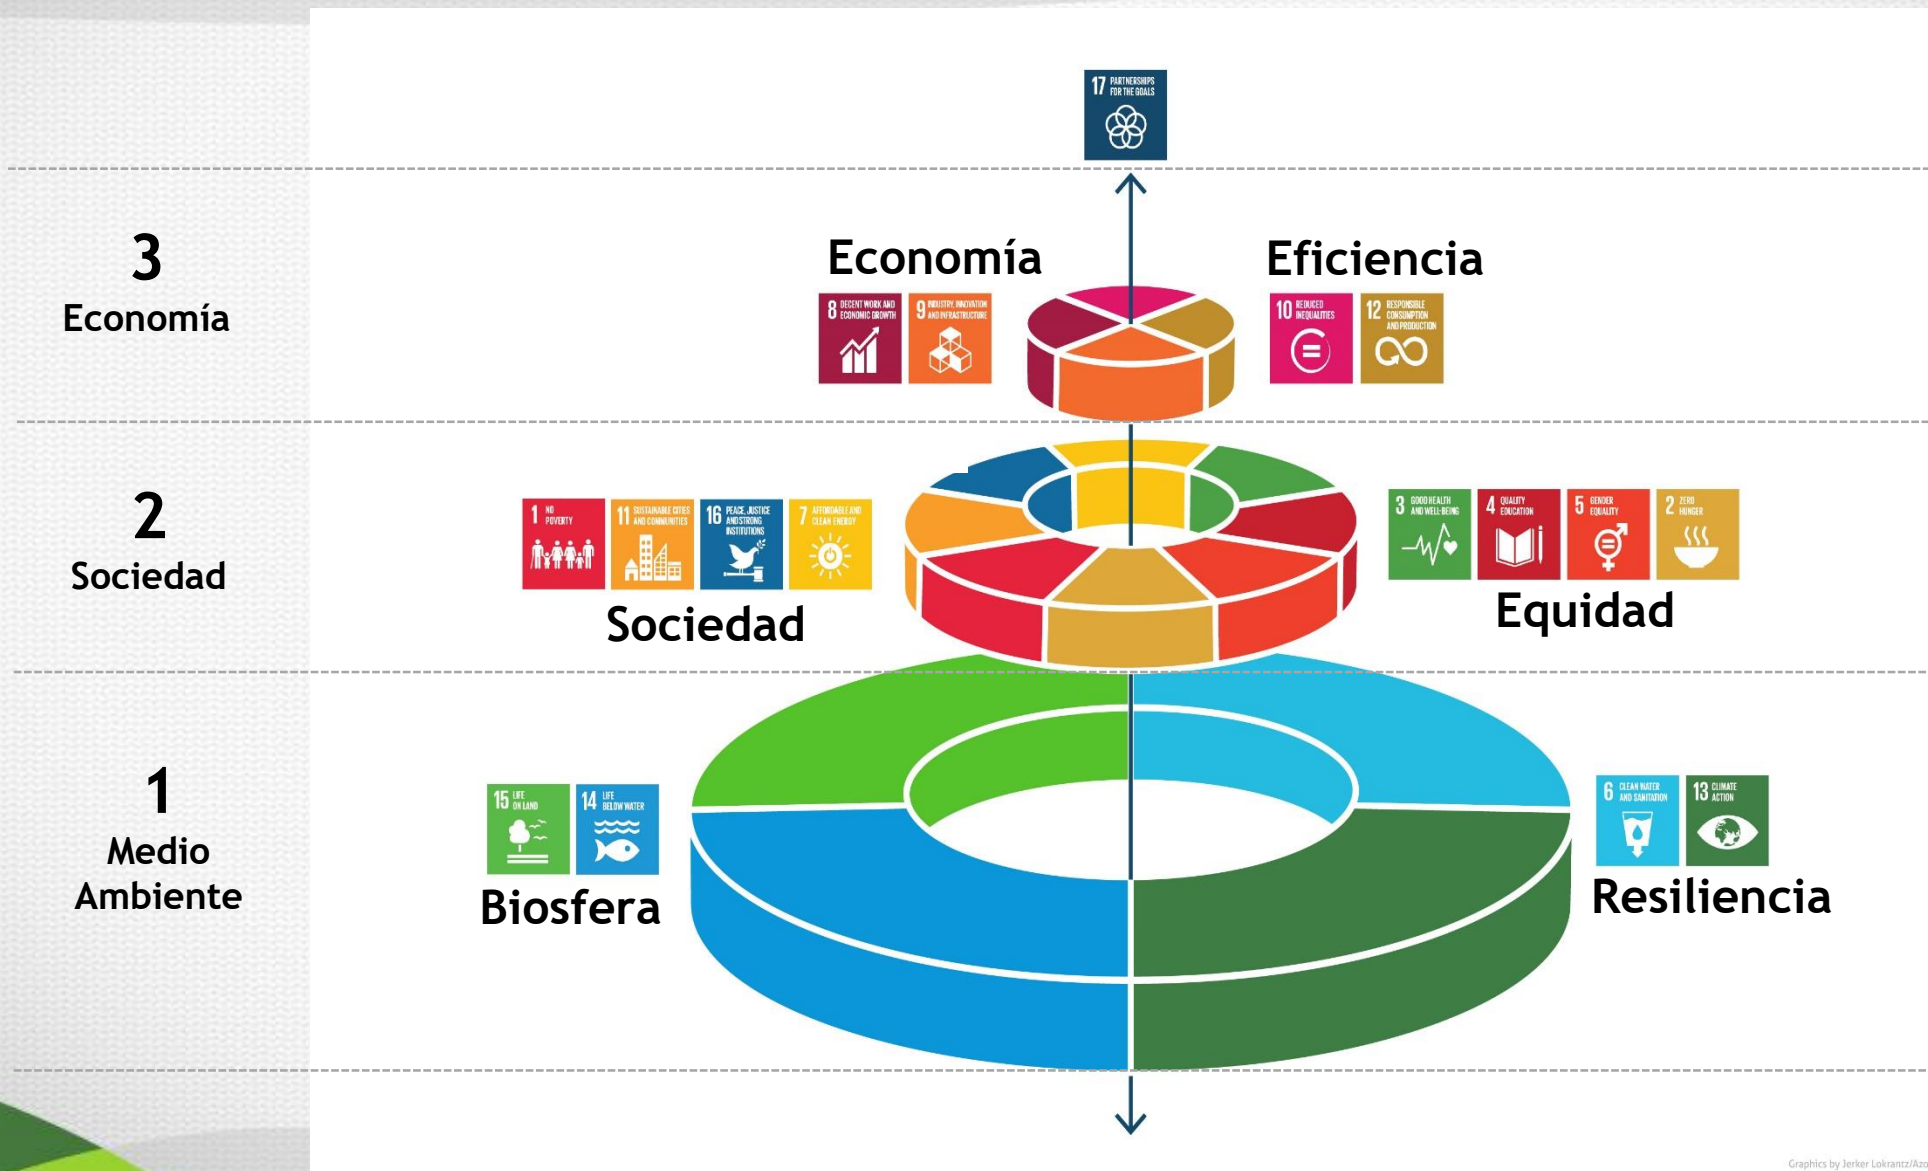 17 PARTNERSHIPS
FOR THE GOALS
3
Economía
Economía
Eficiencia
8 DECENT WORK AND
ECONOMIC GROWTH
9 INDUSTRY, INNOVATION
AND INFRASTRUCTURE
10 REDUCED
INEQUALITIES
12 RESPONSIBLE
CONSUMPTION
AND PRODUCTION
2
Sociedad
1 NO
POVERTY
11 SUSTAINABLE CITIES
AND COMMUNITIES
16 PEACE, JUSTICE
AND STRONG
INSTITUTIONS
7 AFFORDABLE AND
CLEAN ENERGY
Sociedad
3 GOOD HEALTH
AND WELL-BEING
4 QUALITY
EDUCATION
5 GENDER
EQUALITY
2 ZERO
HUNGER
Equidad
1
Medio
Ambiente
15 LIFE
ON LAND
14 LIFE
BELOW WATER
Biosfera
6 CLEAN WATER
AND SANITATION
13 CLIMATE
ACTION
Resiliencia
Graphics by Jerker Lokrantz/Azo